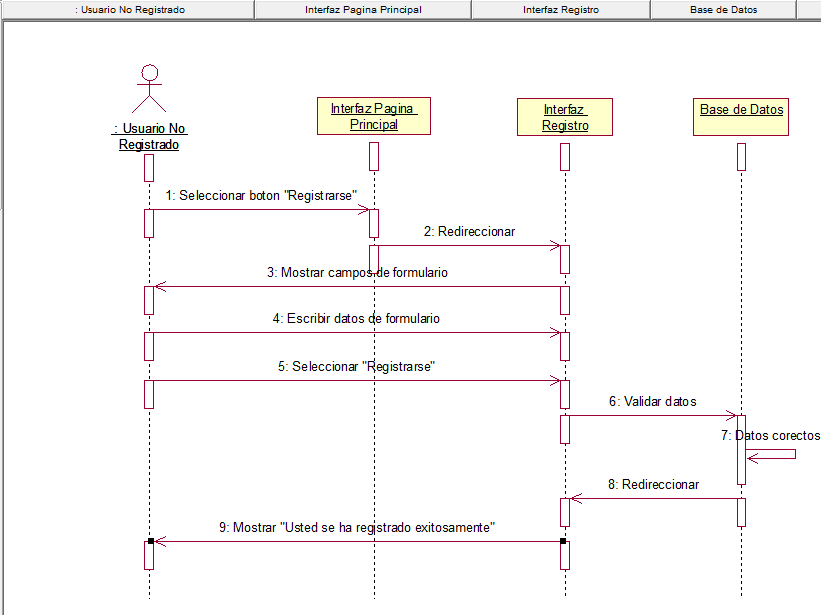 : Usuario No Registrado
Interfaz Pagina Principal
Interfaz Registro
Base de Datos
: Usuario No
Registrado
Interfaz Pagina
Principal
Interfaz
Registro
Base de Datos
1: Seleccionar boton "Registrarse"
2: Redireccionar
3: Mostrar campos de formulario
4: Escribir datos de formulario
5: Seleccionar "Registrarse"
6: Validar datos
7: Datos corectos
8: Redireccionar
9: Mostrar "Usted se ha registrado exitosamente"